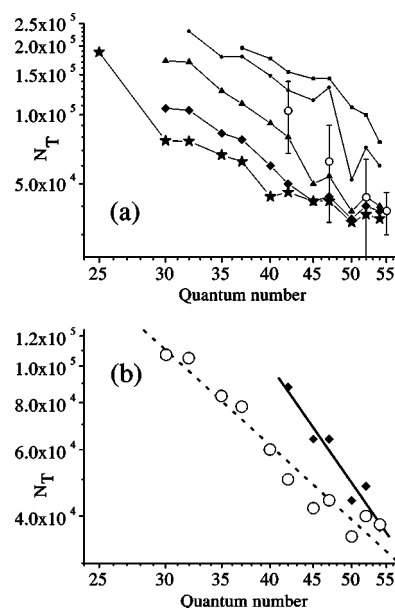 2.5x10⁵
2.0x10⁵
1.5x10⁵
1.0x10⁵
5.0x10⁴
N_T
(a)
25 30 35 40 45 50 55
Quantum number
1.2x10⁵
1.0x10⁵
8.0x10⁴
6.0x10⁴
4.0x10⁴
N_T
(b)
25 30 35 40 45 50 55
Quantum number